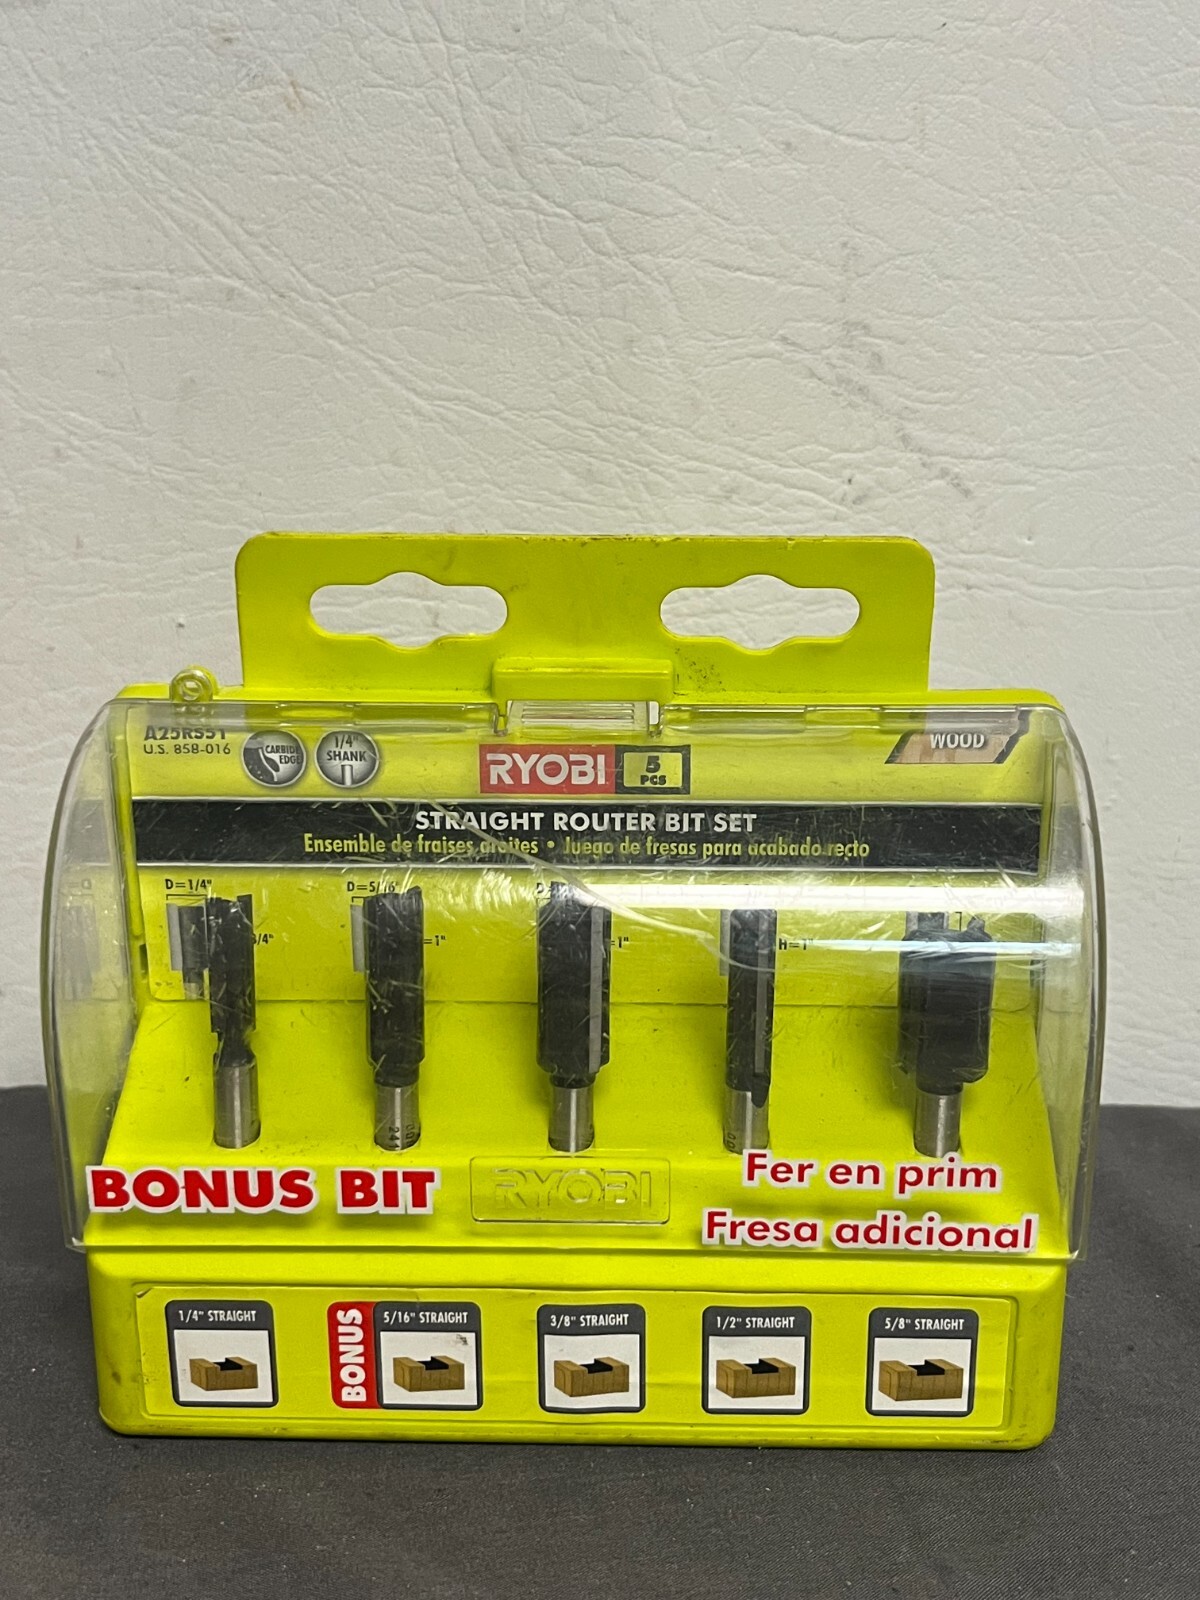 A25RS51
U.S. 858-016
CARBIDE EDGE
1/4" SHANK
RYOBI
5 PCS
WOOD
STRAIGHT ROUTER BIT SET
Ensemble de fraises droites • Juego de fresas para acabado recto
D=1/4"
D=5/16"
3/4"
=1"
=1"
H=1"
BONUS BIT
RYOBI
Fer en prim
Fresa adicional
1/4" STRAIGHT
BONUS
5/16" STRAIGHT
3/8" STRAIGHT
1/2" STRAIGHT
5/8" STRAIGHT